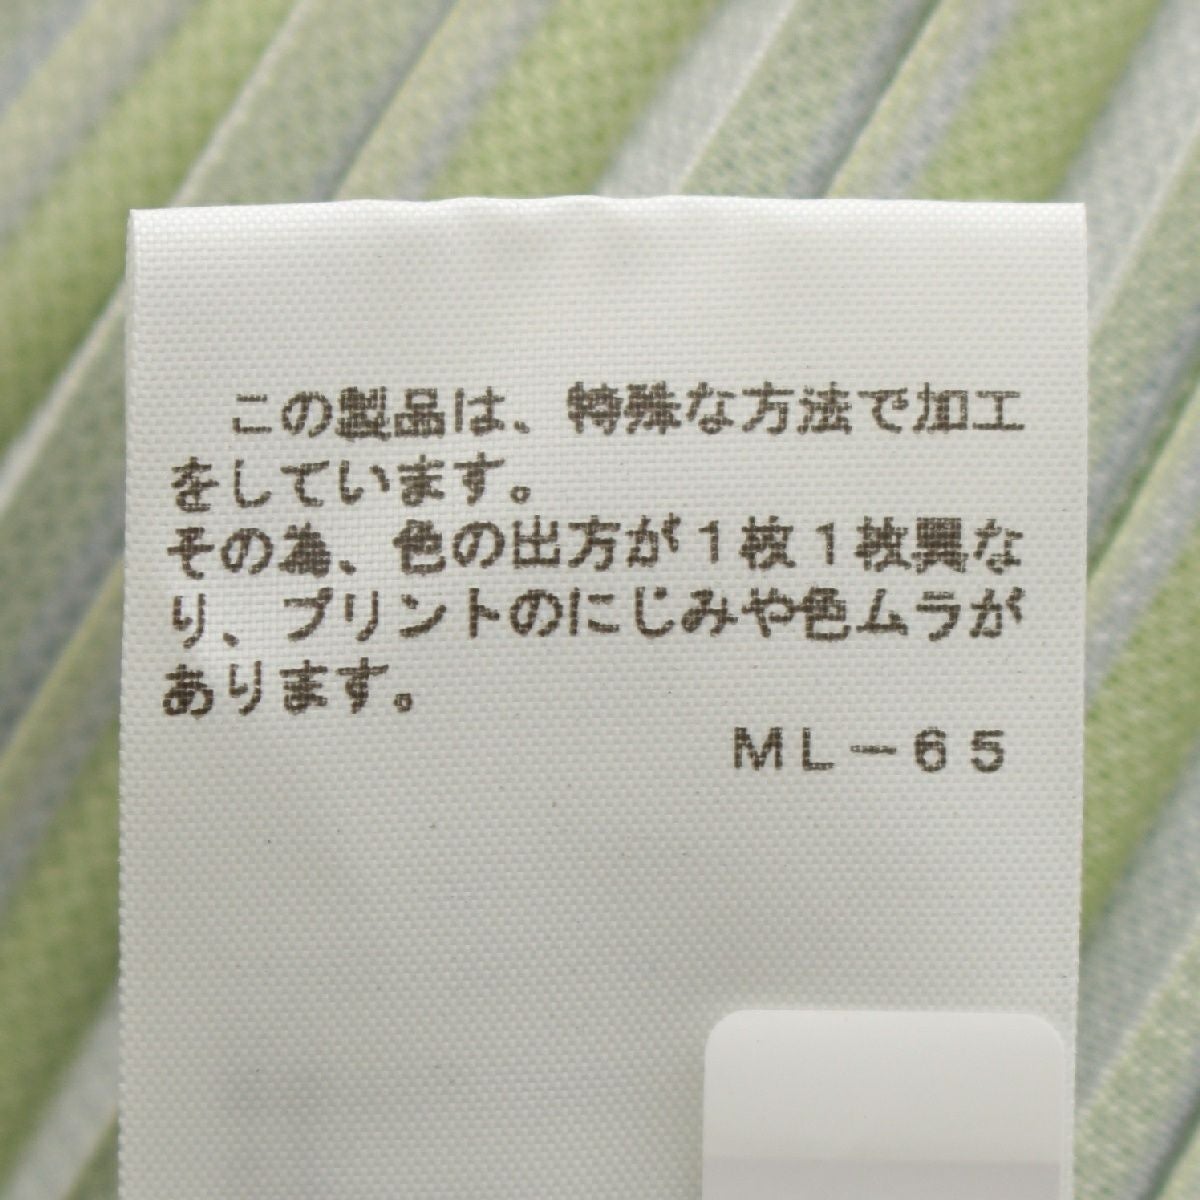 この製品は、特殊な方法で加工
をしています。
その為、色の出方が1枚1枚異な
り、プリントのにじみや色ムラが
あります。
ML-65